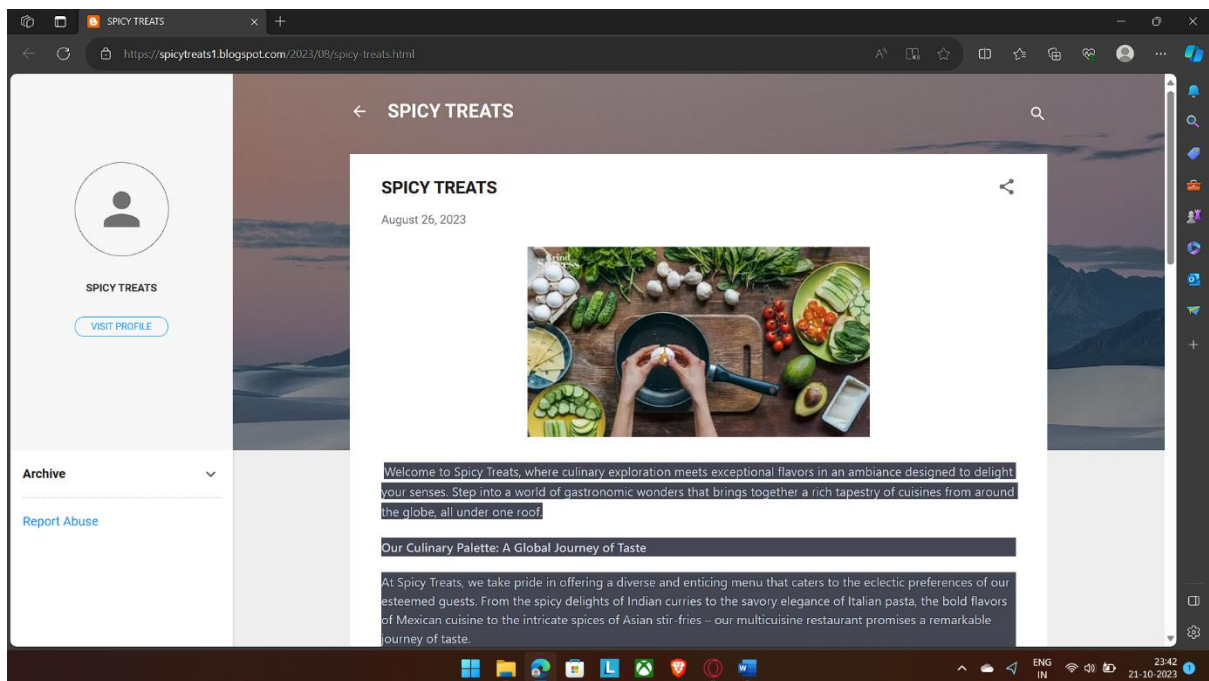 SPICY TREATS
https://spicytreats1.blogspot.com/2023/08/spicy-treats.html
SPICY TREATS
SPICY TREATS
August 26, 2023
Grind
Success
SPICY TREATS
VISIT PROFILE
Archive
Report Abuse
Welcome to Spicy Treats, where culinary exploration meets exceptional flavors in an ambiance designed to delight
your senses. Step into a world of gastronomic wonders that brings together a rich tapestry of cuisines from around
the globe, all under one roof.
Our Culinary Palette: A Global Journey of Taste
At Spicy Treats, we take pride in offering a diverse and enticing menu that caters to the eclectic preferences of our
esteemed guests. From the spicy delights of Indian curries to the savory elegance of Italian pasta, the bold flavors
of Mexican cuisine to the intricate spices of Asian stir-fries – our multicuisine restaurant promises a remarkable
journey of taste.
ENG
IN
23:42
21-10-2023
1